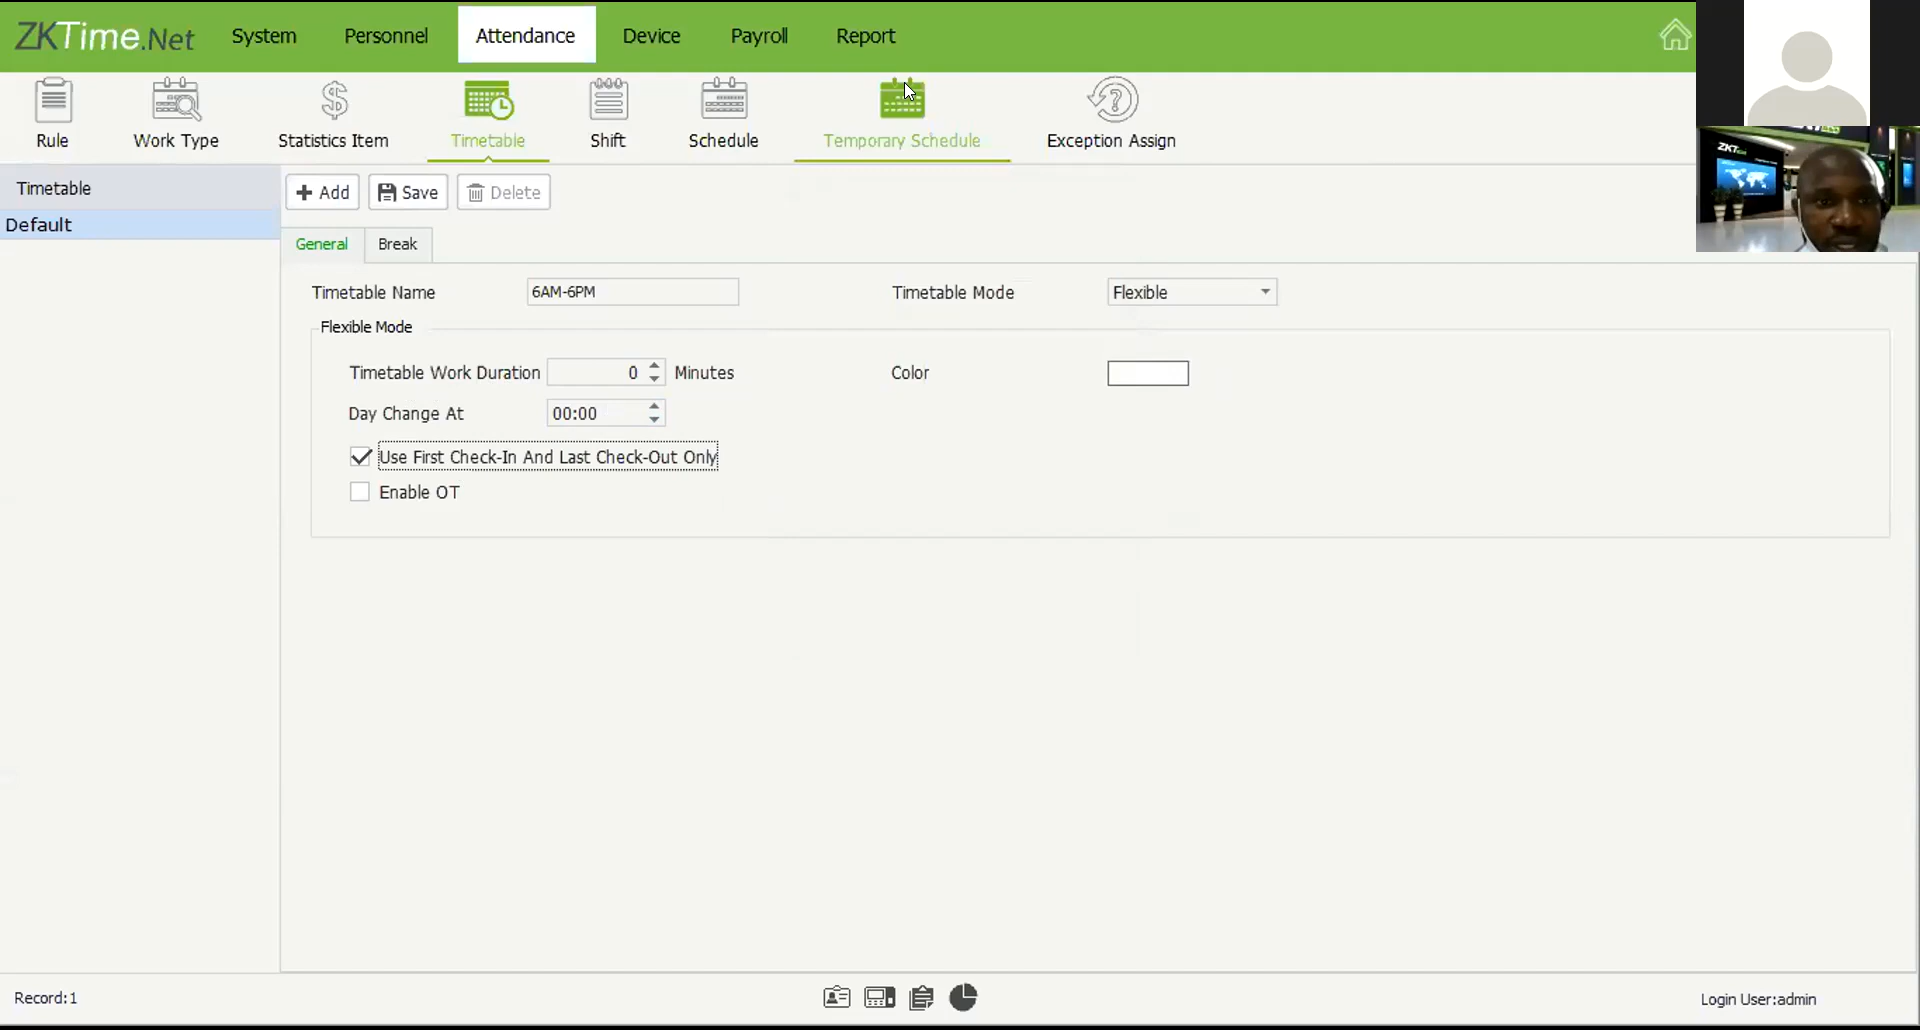 ZKTime.Net System Personnel Attendance Device Payroll Report
Rule Work Type Statistics Item Timetable Shift Schedule Temporary Schedule Exception Assign
ZKT
Timetable
Default
Add Save Delete
General Break
Timetable Name 6AM-6PM Timetable Mode Flexible
Flexible Mode
Timetable Work Duration 0 Minutes Color
Day Change At 00:00
Use First Check-In And Last Check-Out Only
Enable OT
Record:1
Login User:admin